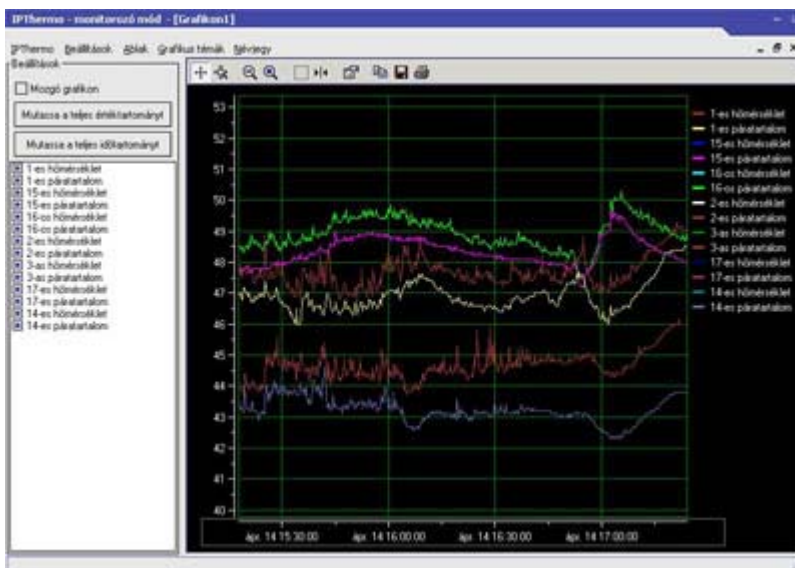 IPThermo - monitorozó mód - [Grafikon1]
IPThermo Beállítások Ablak Grafikus témák Névjegy
Beállítások
Mozgó grafikon
Mutassa a teljes értéktartományt
Mutassa a teljes időtartományt
1-es hőmérséklet
1-es páratartalom
15-es hőmérséklet
15-es páratartalom
16-os hőmérséklet
16-os páratartalom
2-es hőmérséklet
2-es páratartalom
3-as hőmérséklet
3-as páratartalom
17-es hőmérséklet
17-es páratartalom
14-es hőmérséklet
14-es páratartalom
53
52
51
50
49
48
47
46
45
44
43
42
41
40
ápr. 14 15:30:00
ápr. 14 16:00:00
ápr. 14 16:30:00
ápr. 14 17:00:00
1-es hőmérséklet
1-es páratartalom
15-es hőmérséklet
15-es páratartalom
16-os hőmérséklet
16-os páratartalom
2-es hőmérséklet
2-es páratartalom
3-as hőmérséklet
3-as páratartalom
17-es hőmérséklet
17-es páratartalom
14-es hőmérséklet
14-es páratartalom